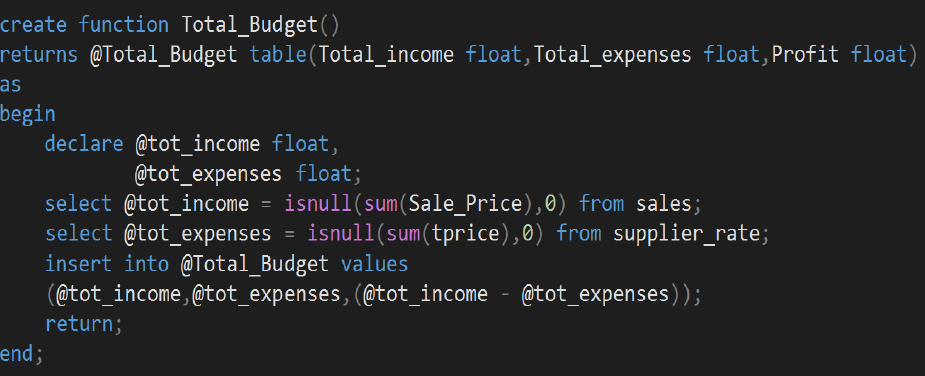 create function Total_Budget()
returns @Total_Budget table(Total_income float,Total_expenses float,Profit float)
as
begin
    declare @tot_income float,
            @tot_expenses float;
    select @tot_income = isnull(sum(Sale_Price),0) from sales;
    select @tot_expenses = isnull(sum(tprice),0) from supplier_rate;
    insert into @Total_Budget values
    (@tot_income,@tot_expenses,(@tot_income - @tot_expenses));
    return;
end;